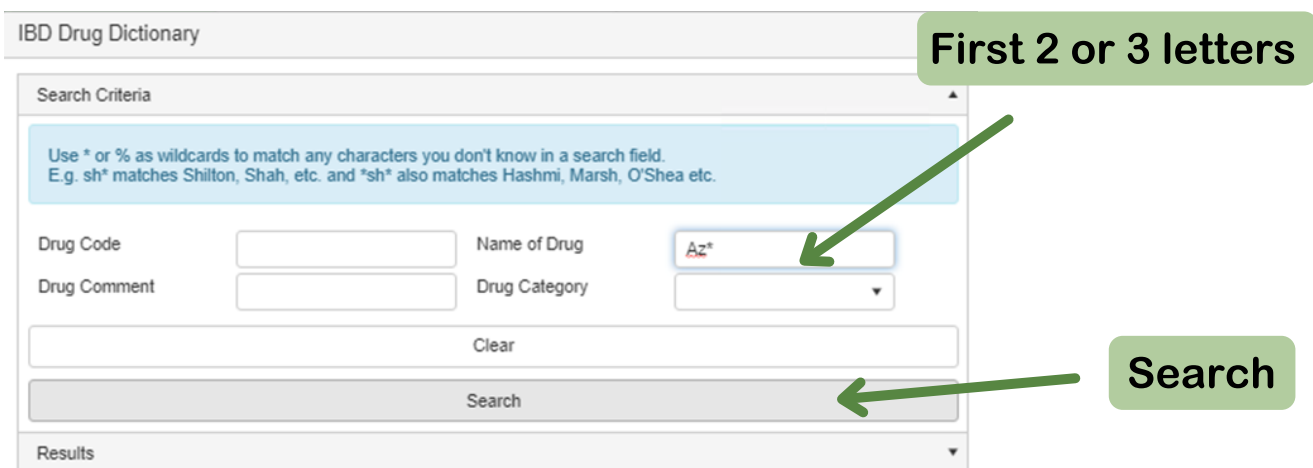 IBD Drug Dictionary
First 2 or 3 letters
Search Criteria
Use * or % as wildcards to match any characters you don't know in a search field.
E.g. sh* matches Shilton, Shah, etc. and *sh* also matches Hashmi, Marsh, O'Shea etc.
Drug Code
Name of Drug
Az*
Drug Comment
Drug Category
Clear
Search
Search
Results